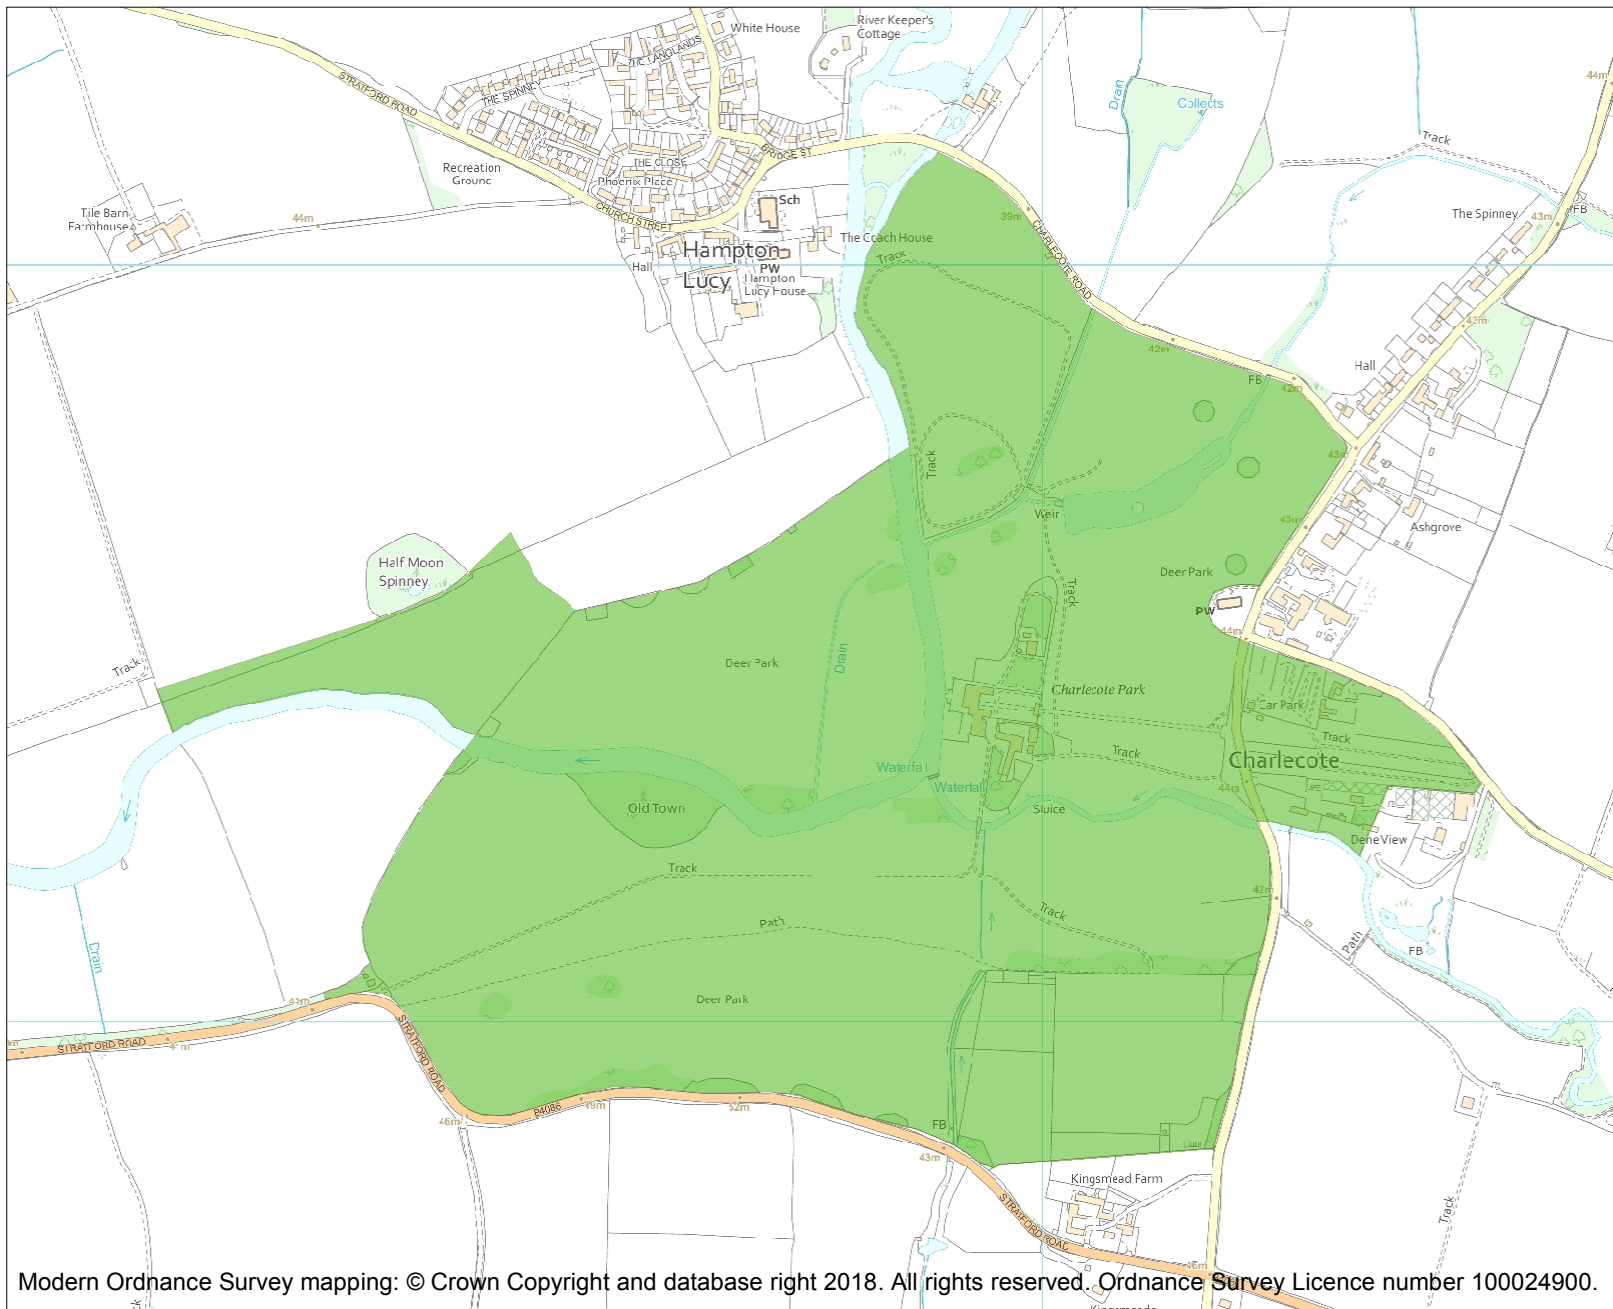 White House
River Keeper's
Cottage
THE LANGLANDS
THE SPINNEY
STRATFORD ROAD
44m
Drain
Collects
Track
BRIDGE ST
THE CLOSE
Phoenix Place
Recreation
Ground
Sch
CHURCH STREET
The Spinney
43m
FB
Tile Barn
Farmhouse
44m
39m
CHARLECOTE ROAD
The Coach House
Hampton
Lucy
Hall
PW
Hampton
Lucy House
Track
43m
42m
Hall
FB
42m
43m
Track
Weir
43m
Ashgrove
Half Moon
Spinney
Deer Park
Track
PW
44m
Drain
Deer Park
Track
Charlecote Park
Car Park
Track
Track
Charlecote
Waterfall
Waterfall
44m
Old Town
Sluice
Dene View
Track
42m
Path
Track
Path
FB
Drain
Deer Park
41m
STRATFORD ROAD
41m
STRATFORD ROAD
B4086
49m
52m
46m
FB
43m
Kingsmead Farm
STRATFORD ROAD
Track
46m
Modern Ordnance Survey mapping: © Crown Copyright and database right 2018. All rights reserved. Ordnance Survey Licence number 100024900.